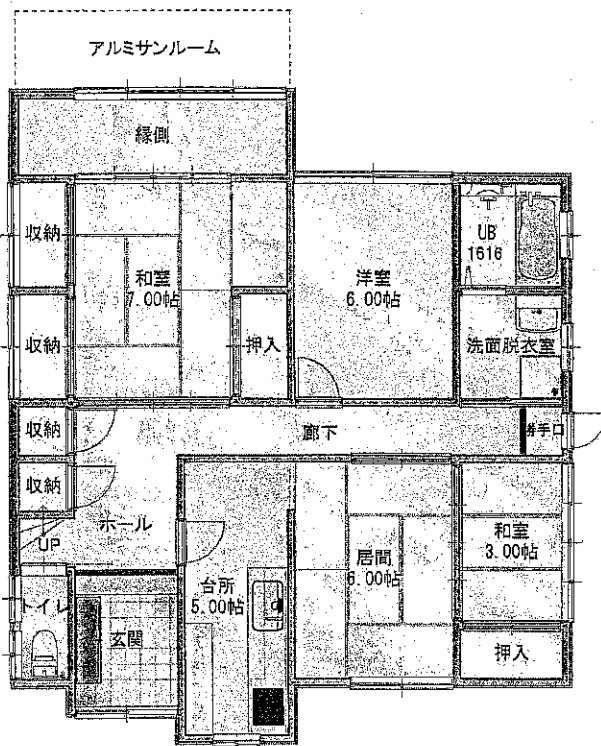 アルミサンルーム
縁側
収納
和室
7.00帖
洋室
6.00帖
UB
1616
収納
押入
洗面脱衣室
収納
廊下
勝手口
収納
ホール
UP
和室
3.00帖
居間
6.00帖
台所
5.00帖
トイレ
玄関
押入